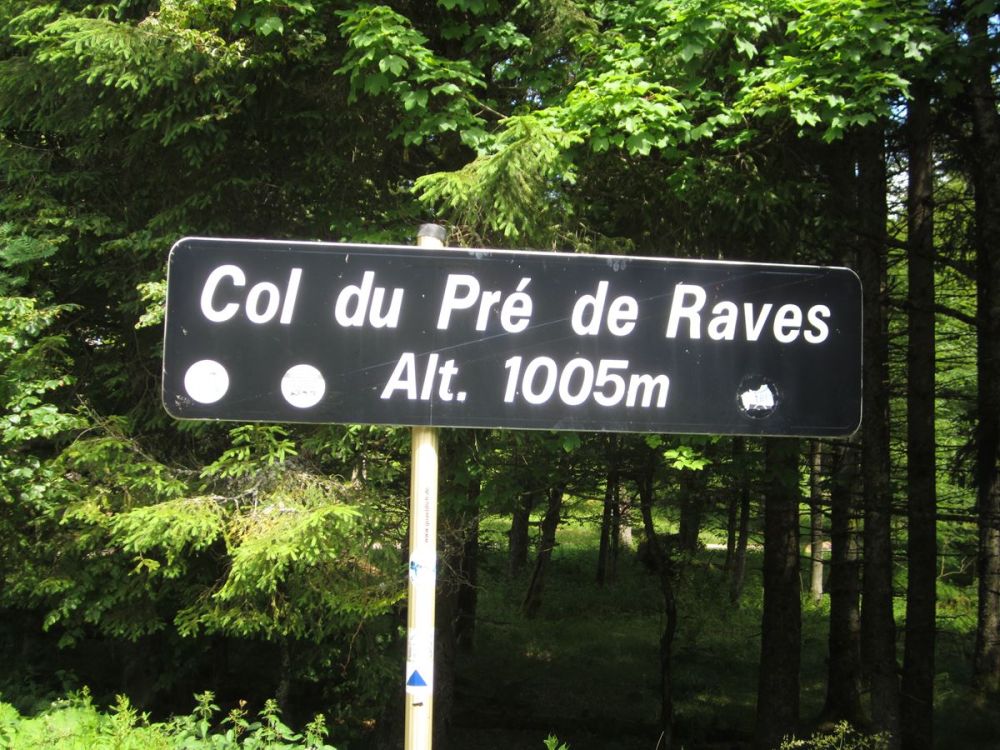 Col du Pré de Raves
Alt. 1005m